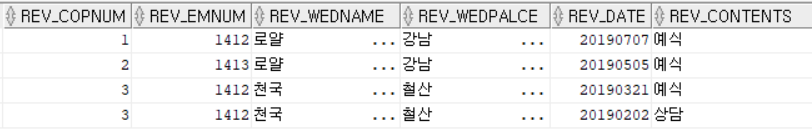 REV_COPNUM REV_EMNUM REV_WEDNAME REV_WEDPALCE REV_DATE REV_CONTENTS
1 1412 로얄 ... 강남 ... 20190707 예식
2 1413 로얄 ... 강남 ... 20190505 예식
3 1412 천국 ... 철산 ... 20190321 예식
3 1412 천국 ... 철산 ... 20190202 상담